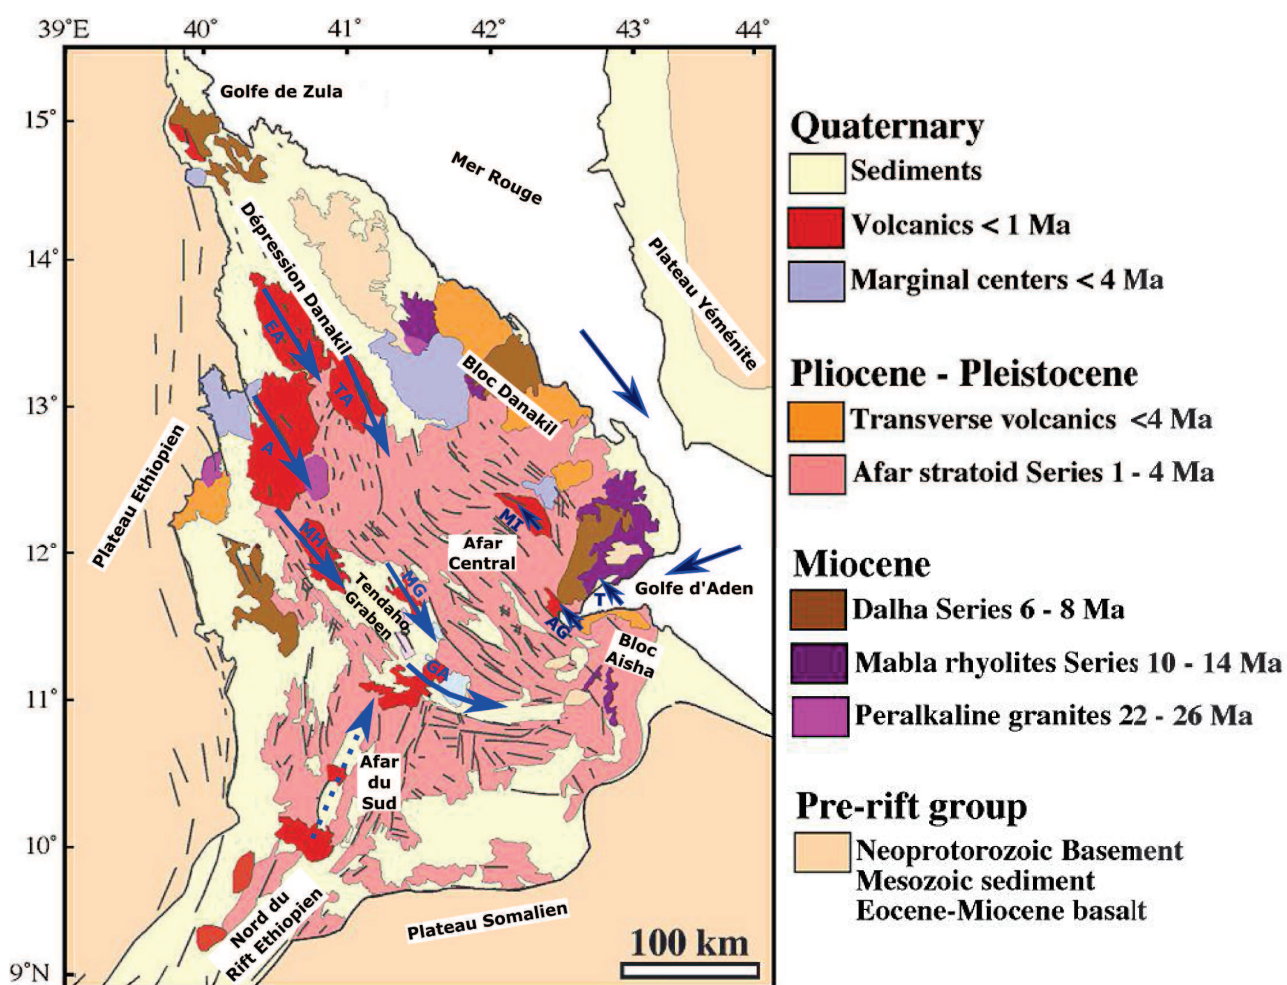 39°E
40°
41°
42°
43°
44°
15°
14°
13°
12°
11°
10°
9°N
Golfe de Zula
Mer Rouge
Dépression Danakil
Plateau Yéménite
EA
TA
A
Bloc Danakil
Plateau Ethiopien
MH
MG
MI
Afar
Central
Tendaho
Graben
Golfe d'Aden
T
AG
GA
Bloc
Aisha
Afar
du
Sud
Nord du
Rift Ethiopien
Plateau Somalien
100 km
Quaternary
Sediments
Volcanics < 1 Ma
Marginal centers < 4 Ma
Pliocene - Pleistocene
Transverse volcanics <4 Ma
Afar stratoid Series 1 - 4 Ma
Miocene
Dalha Series 6 - 8 Ma
Mabla rhyolites Series 10 - 14 Ma
Peralkaline granites 22 - 26 Ma
Pre-rift group
Neoprotorozoic Basement
Mesozoic sediment
Eocene-Miocene basalt